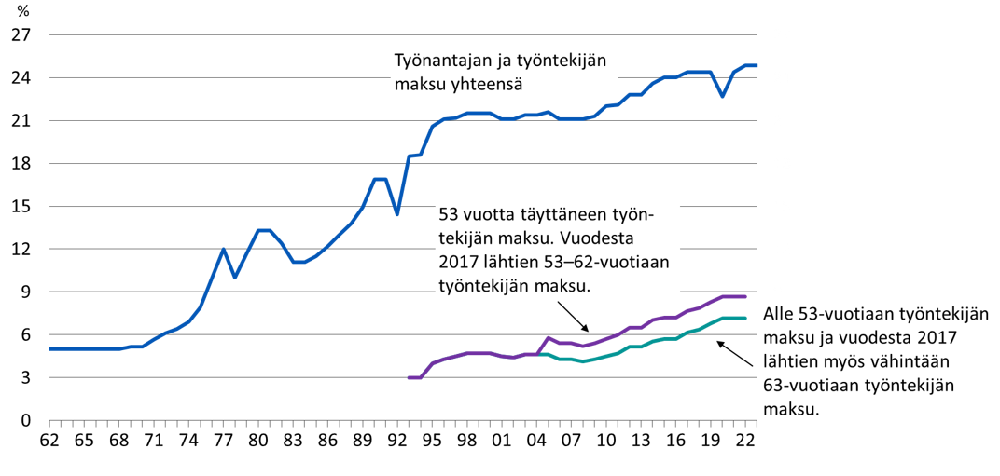 %
27
24
21
18
15
12
9
6
3
0
Työnantajan ja työntekijän
maksu yhteensä
53 vuotta täyttäneen työn-
tekijän maksu. Vuodesta
2017 lähtien 53–62-vuotiaan
työntekijän maksu.
Alle 53-vuotiaan työntekijän
maksu ja vuodesta 2017
lähtien myös vähintään
63-vuotiaan työntekijän
maksu.
62 65 68 71 74 77 80 83 86 89 92 95 98 01 04 07 10 13 16 19 22